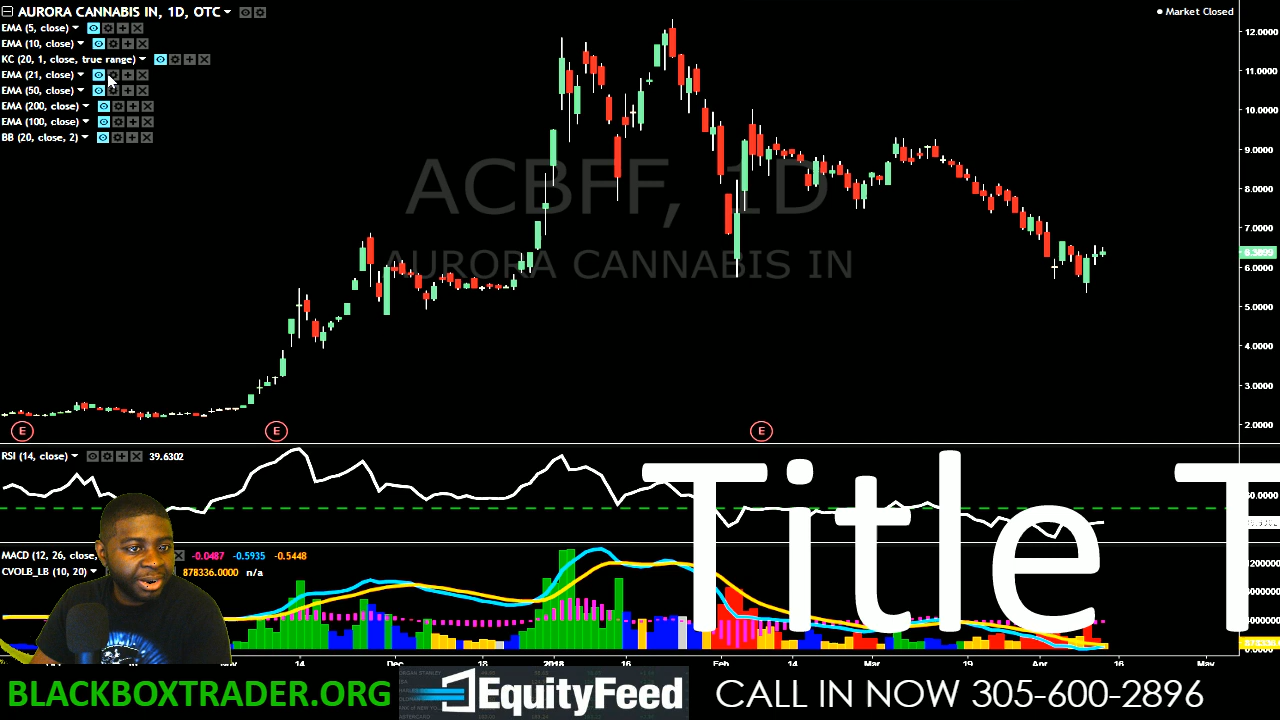 AURORA CANNABIS IN, 1D, OTC
Market Closed
EMA (5, close)
EMA (10, close)
KC (20, 1, close, true range)
EMA (21, close)
EMA (50, close)
EMA (200, close)
EMA (100, close)
BB (20, close, 2)
12.0000
11.0000
10.0000
9.0000
8.0000
7.0000
6.0000
5.0000
4.0000
3.0000
2.0000
ACBFF, 1D
AURORA CANNABIS IN
E
E
E
RSI (14, close) 39.6302
Title
MACD (12, 26, close, -0.0487 -0.5935 -0.5448
CVOLB_LB (10, 20) 878336.0000 n/a
14 Dec 18 2018 16 Feb 14 Mar 19 Apr 16 May
BLACKBOXTRADER.ORG
EquityFeed
CALL IN NOW 305-600-2896